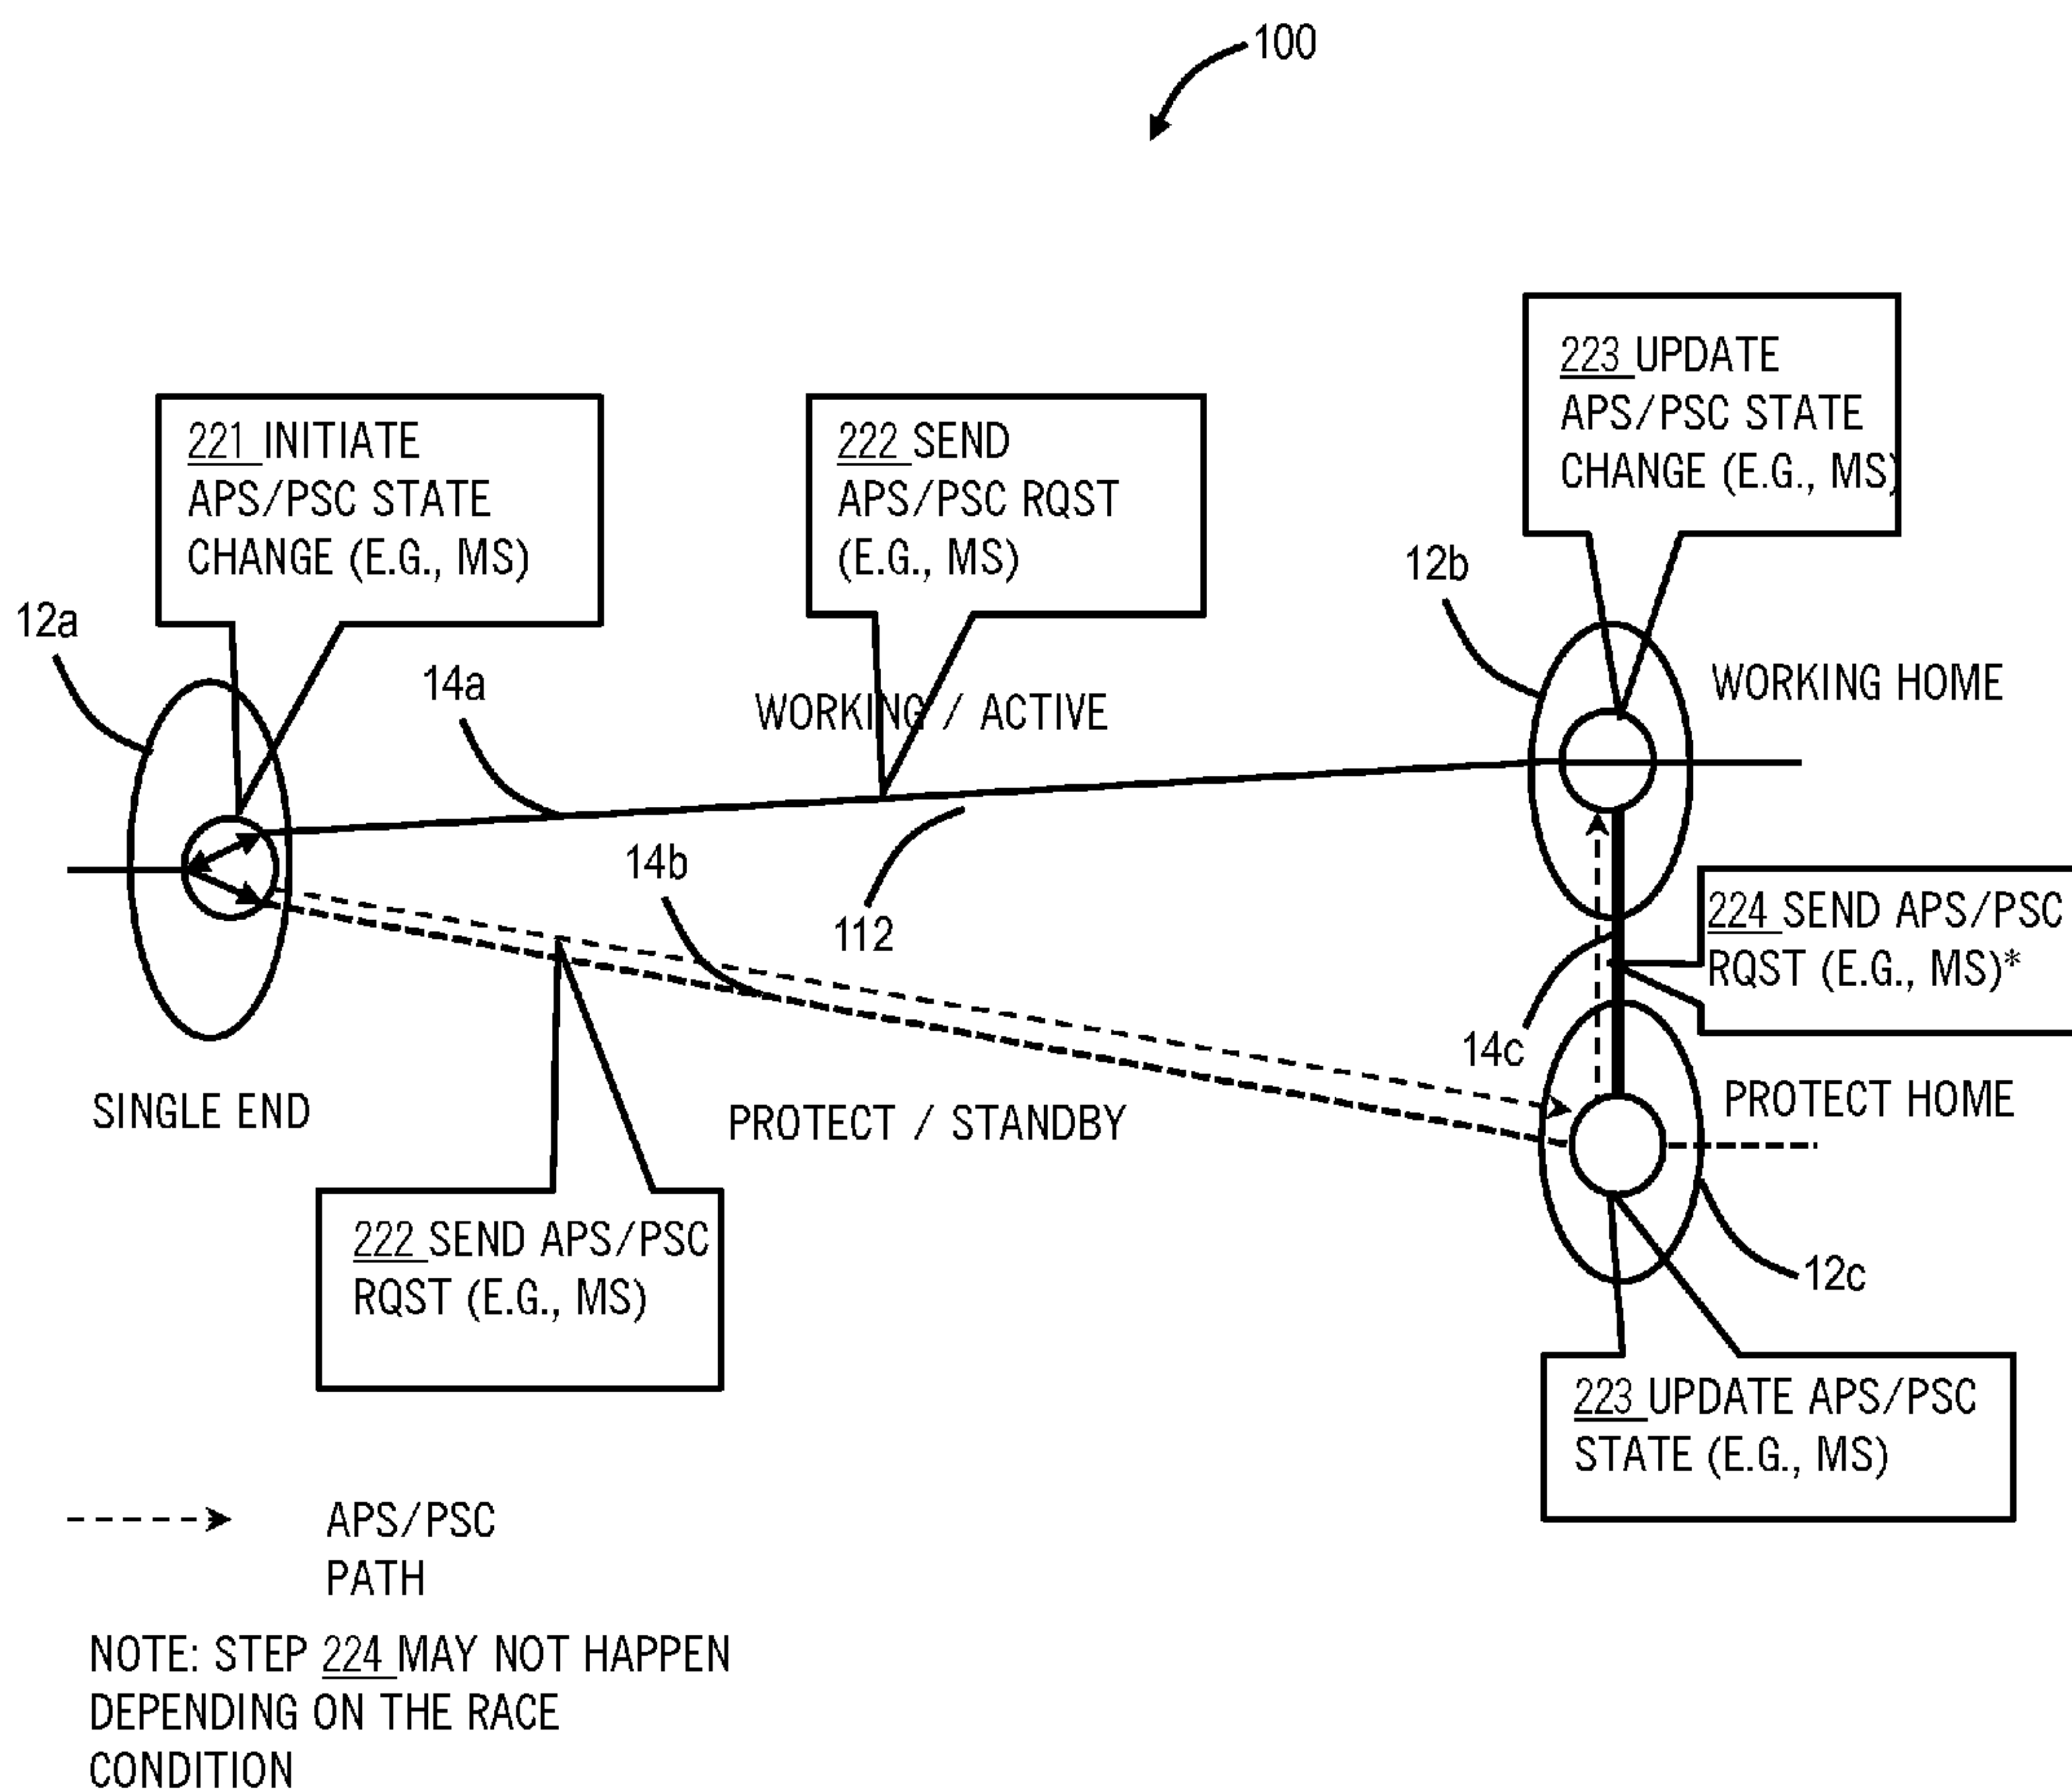 100
223 UPDATE
APS/PSC STATE
CHANGE (E.G., MS)
221 INITIATE
APS/PSC STATE
CHANGE (E.G., MS)
222 SEND
APS/PSC RQST
(E.G., MS)
12a
12b
14a
WORKING / ACTIVE
WORKING HOME
14b
112
224 SEND APS/PSC
RQST (E.G., MS)*
14c
SINGLE END
PROTECT / STANDBY
PROTECT HOME
222 SEND APS/PSC
RQST (E.G., MS)
12c
223 UPDATE APS/PSC
STATE (E.G., MS)
APS/PSC
PATH
NOTE: STEP 224 MAY NOT HAPPEN
DEPENDING ON THE RACE
CONDITION